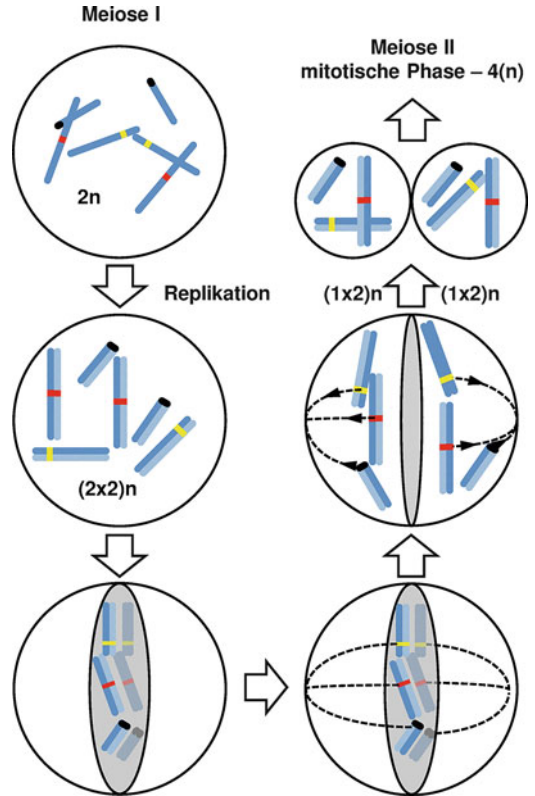 Meiose I
2n
Replikation
(2x2)n
Meiose II
mitotische Phase – 4(n)
(1x2)n
(1x2)n